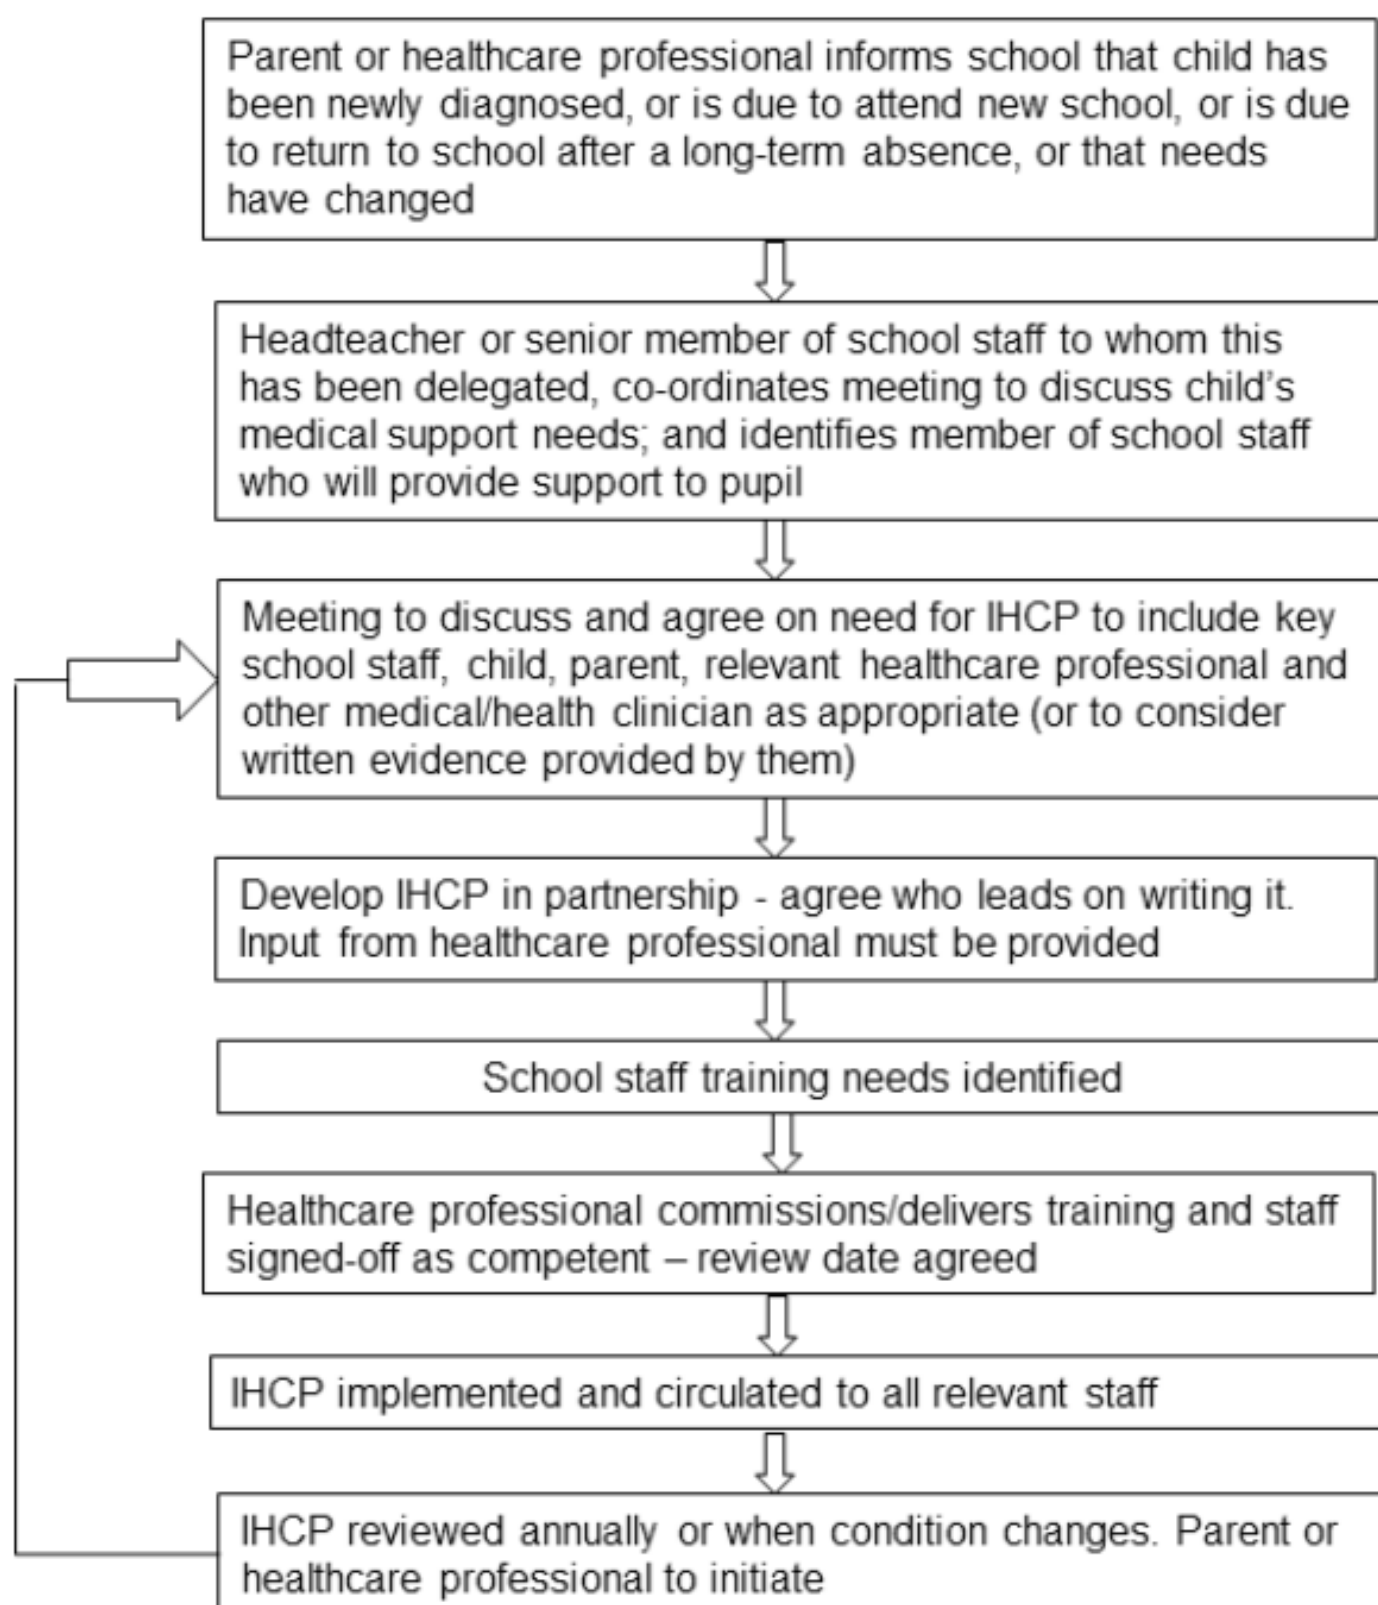 Parent or healthcare professional informs school that child has
been newly diagnosed, or is due to attend new school, or is due
to return to school after a long-term absence, or that needs
have changed
Headteacher or senior member of school staff to whom this
has been delegated, co-ordinates meeting to discuss child’s
medical support needs; and identifies member of school staff
who will provide support to pupil
Meeting to discuss and agree on need for IHCP to include key
school staff, child, parent, relevant healthcare professional and
other medical/health clinician as appropriate (or to consider
written evidence provided by them)
Develop IHCP in partnership - agree who leads on writing it.
Input from healthcare professional must be provided
School staff training needs identified
Healthcare professional commissions/delivers training and staff
signed-off as competent – review date agreed
IHCP implemented and circulated to all relevant staff
IHCP reviewed annually or when condition changes. Parent or
healthcare professional to initiate